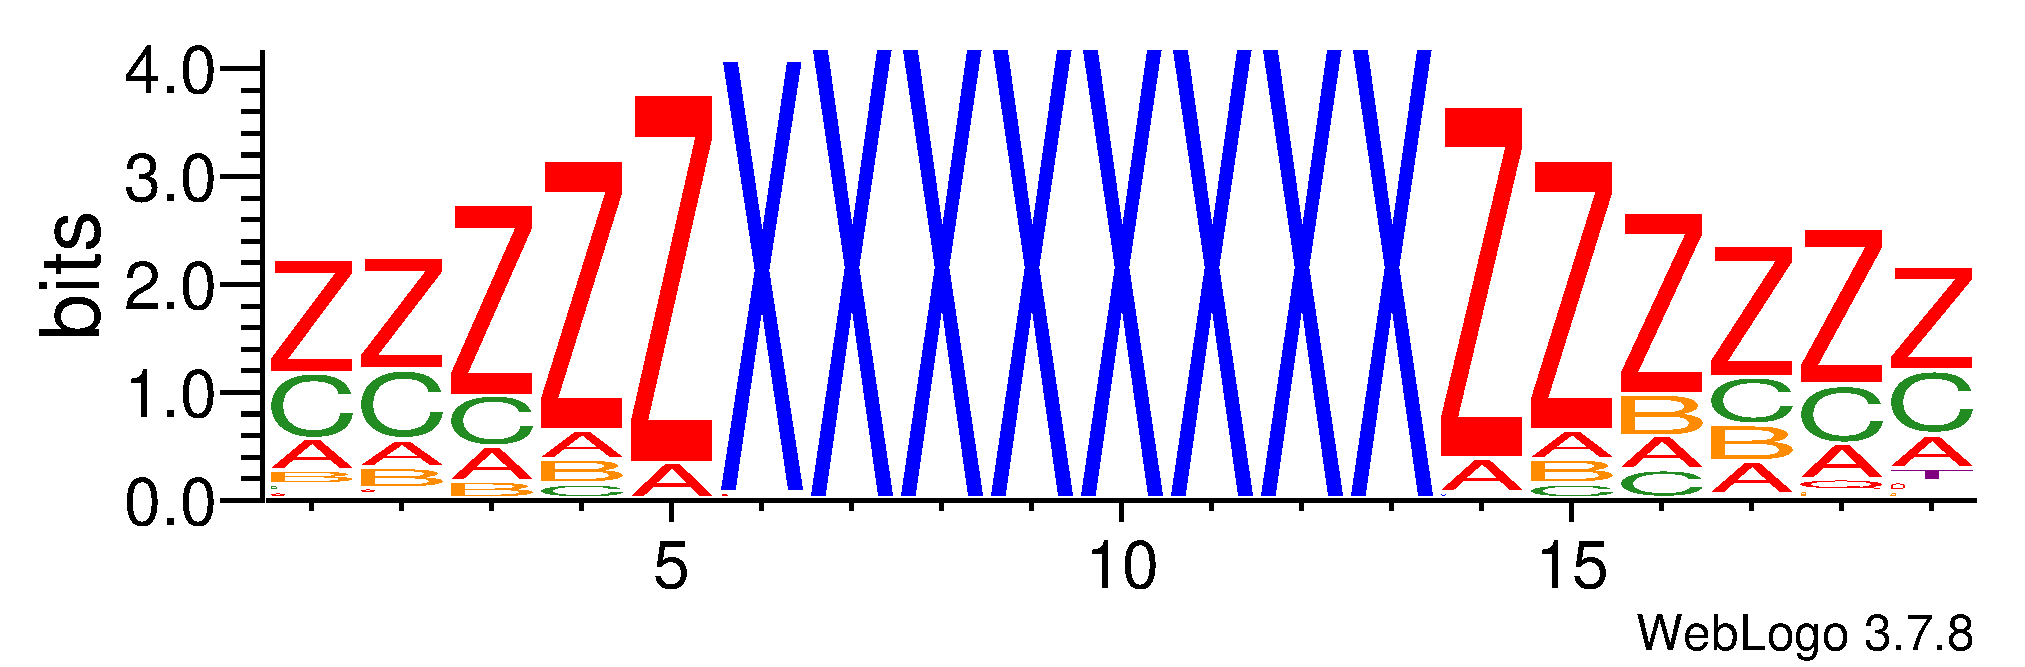 bits
4.0
3.0
2.0
1.0
0.0
Z Z Z Z Z X X X X X X X X Z Z Z Z Z Z
C C C A A A A B C C C
A A A B B A B A A
B B B C C C A T
5 10 15
WebLogo 3.7.8